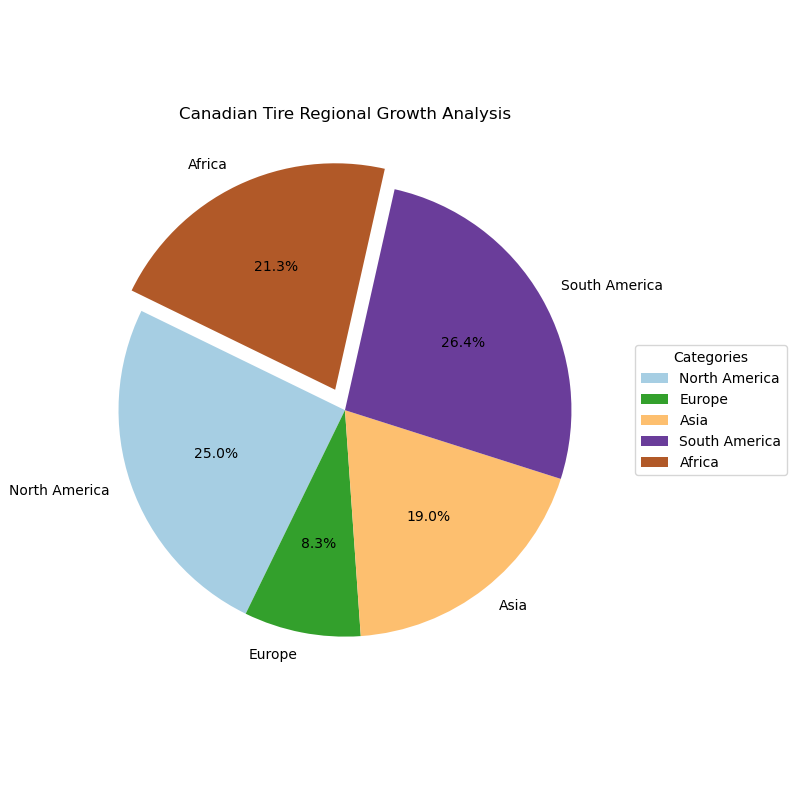 Canadian Tire Regional Growth Analysis
Africa
21.3%
South America
26.4%
25.0%
North America
8.3%
Europe
19.0%
Asia
Categories
North America
Europe
Asia
South America
Africa